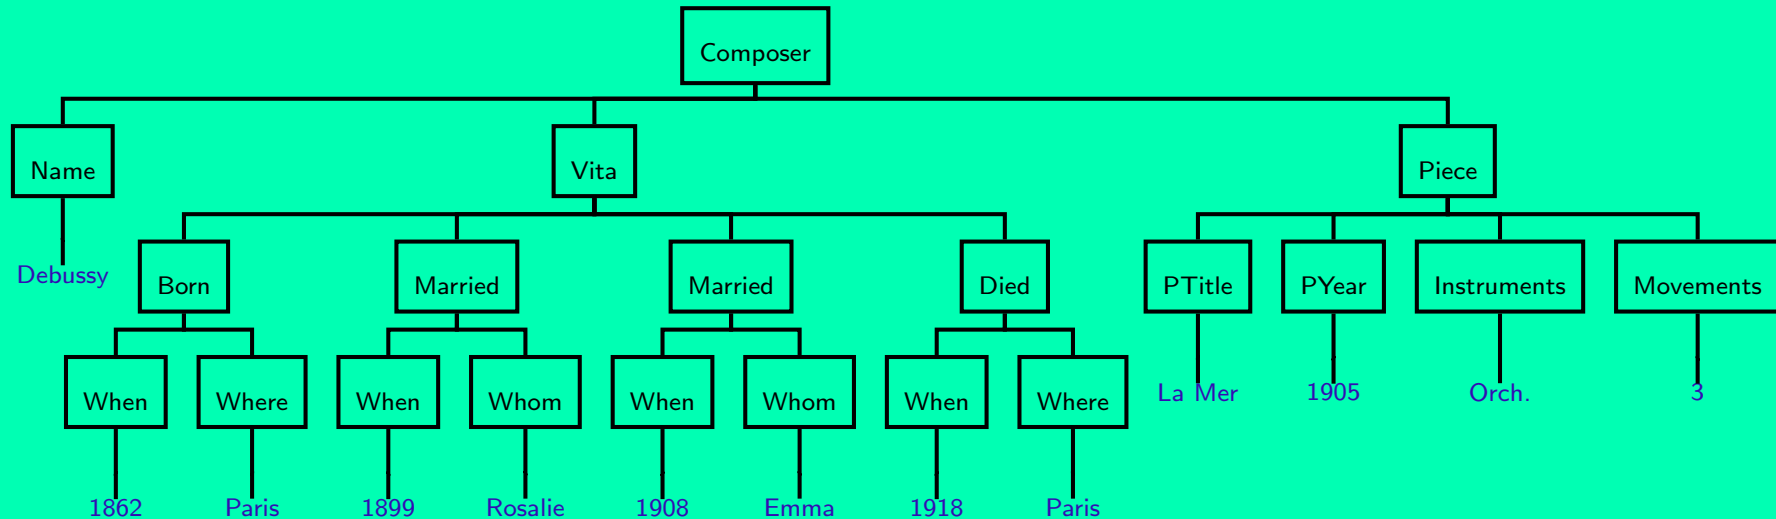 Composer
Name Vita Piece
Debussy Born Married Married Died PTitle PYear Instruments Movements
When Where When Whom When Whom When Where La Mer 1905 Orch. 3
1862 Paris 1899 Rosalie 1908 Emma 1918 Paris